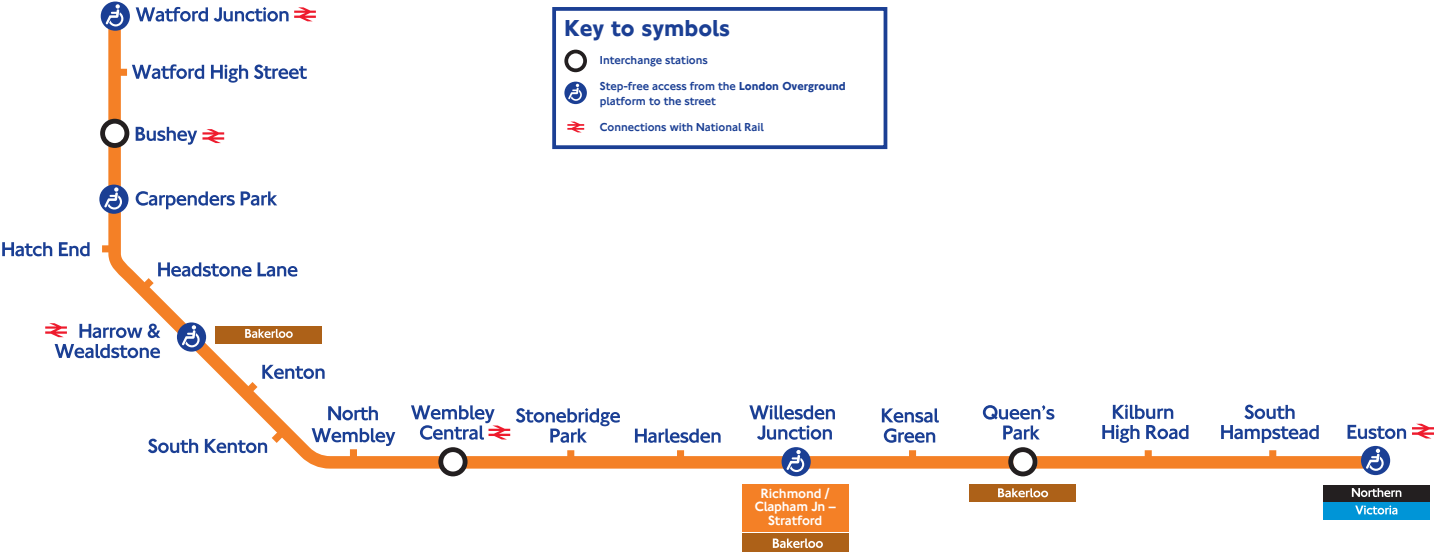 Watford Junction
Key to symbols
Interchange stations
Step-free access from the London Overground
platform to the street
Connections with National Rail
Watford High Street
Bushey
Carpenders Park
Hatch End
Headstone Lane
Harrow &
Wealdstone
Bakerloo
Kenton
South Kenton
North
Wembley
Wembley
Central
Stonebridge
Park
Harlesden
Willesden
Junction
Richmond /
Clapham Jn –
Stratford
Bakerloo
Kensal
Green
Queen's
Park
Bakerloo
Kilburn
High Road
South
Hampstead
Euston
Northern
Victoria